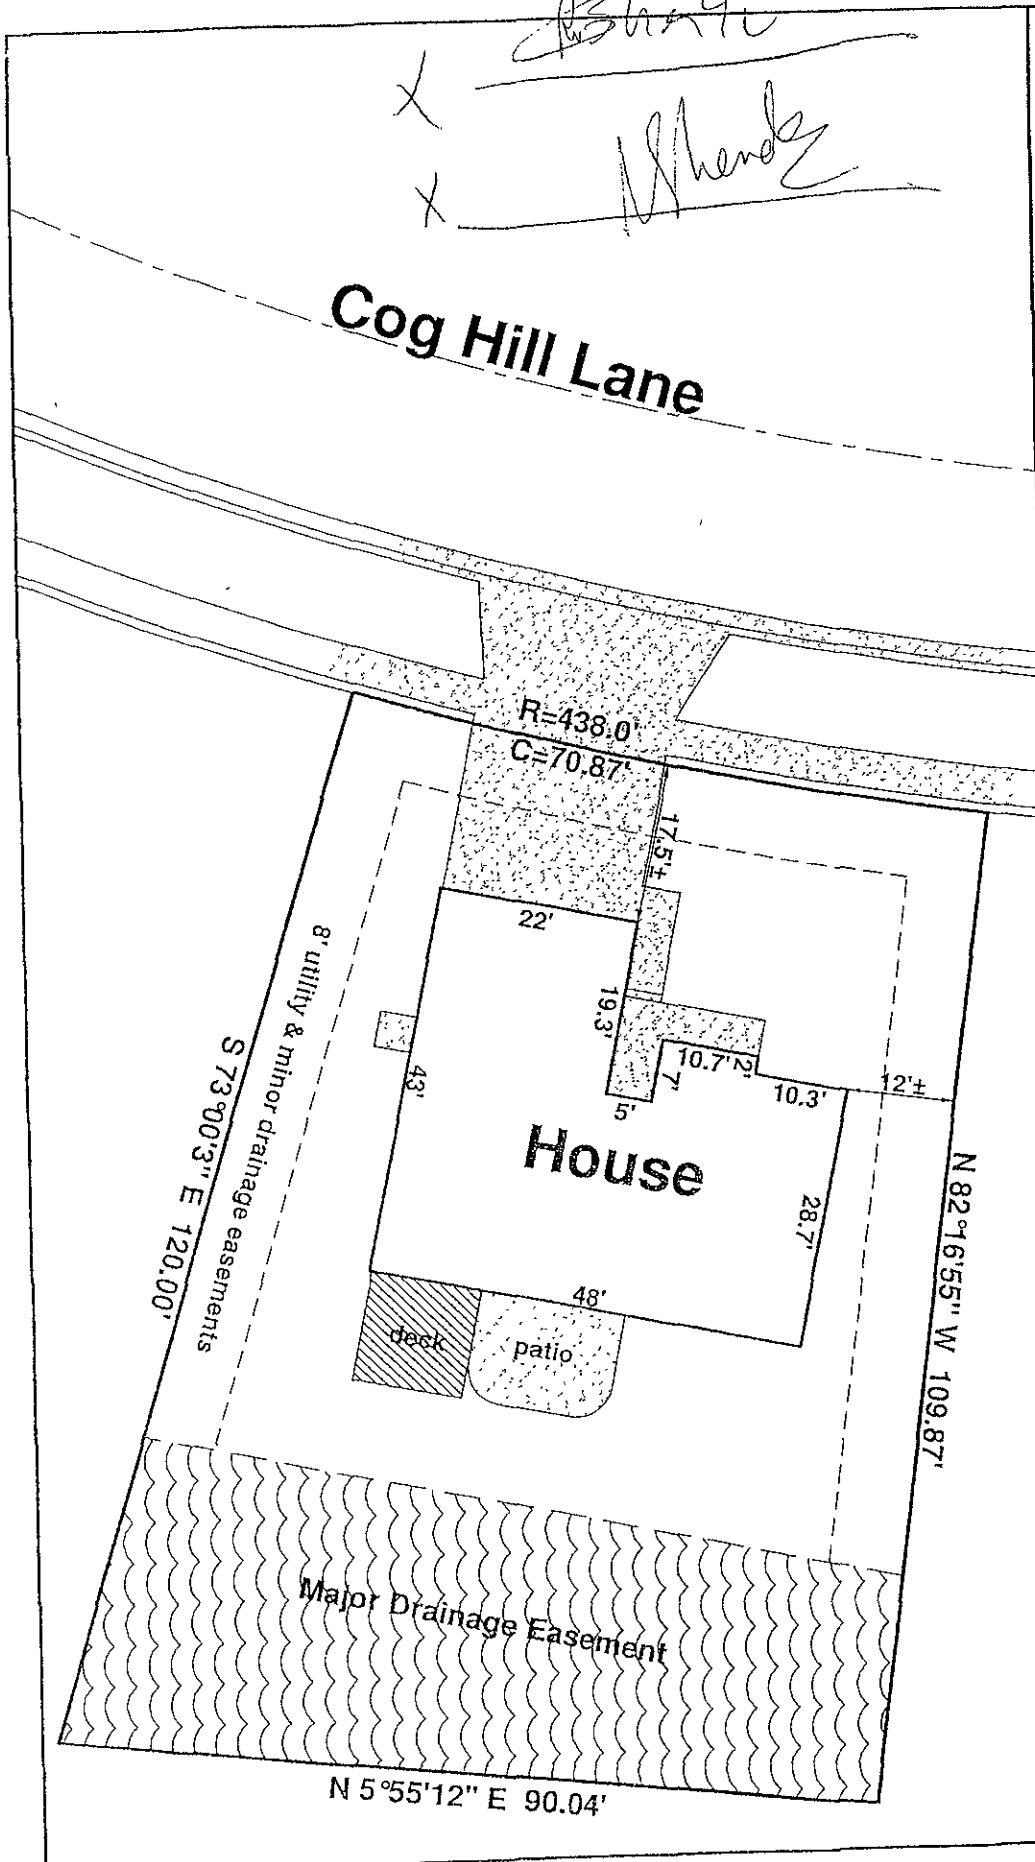 X
X
Cog Hill Lane
R=438.0'
C=70.87'
17.5'±
22'
19.3'
10.7'
2'
7'
5'
10.3'
12'±
43'
House
28.7'
48'
deck
patio
8' utility & minor drainage easements
S 73°00'3" E 120.00'
N 82°16'55" W 109.87'
Major Drainage Easement
N 5°55'12" E 90.04'